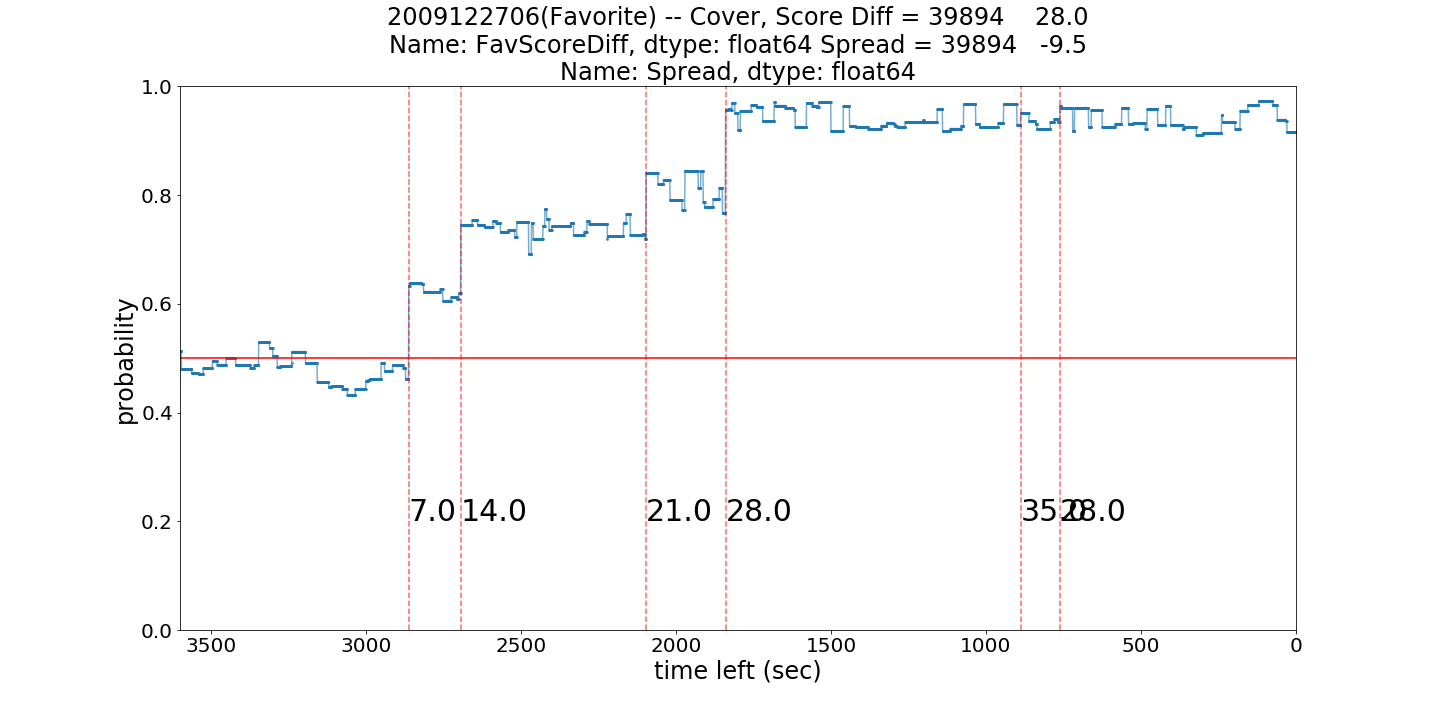 2009122706(Favorite) -- Cover, Score Diff = 39894    28.0
Name: FavScoreDiff, dtype: float64 Spread = 39894   -9.5
Name: Spread, dtype: float64
1.0
0.8
0.6
0.4
0.2
0.0
probability
7.0 14.0 21.0 28.0 35.0 28.0
3500 3000 2500 2000 1500 1000 500 0
time left (sec)